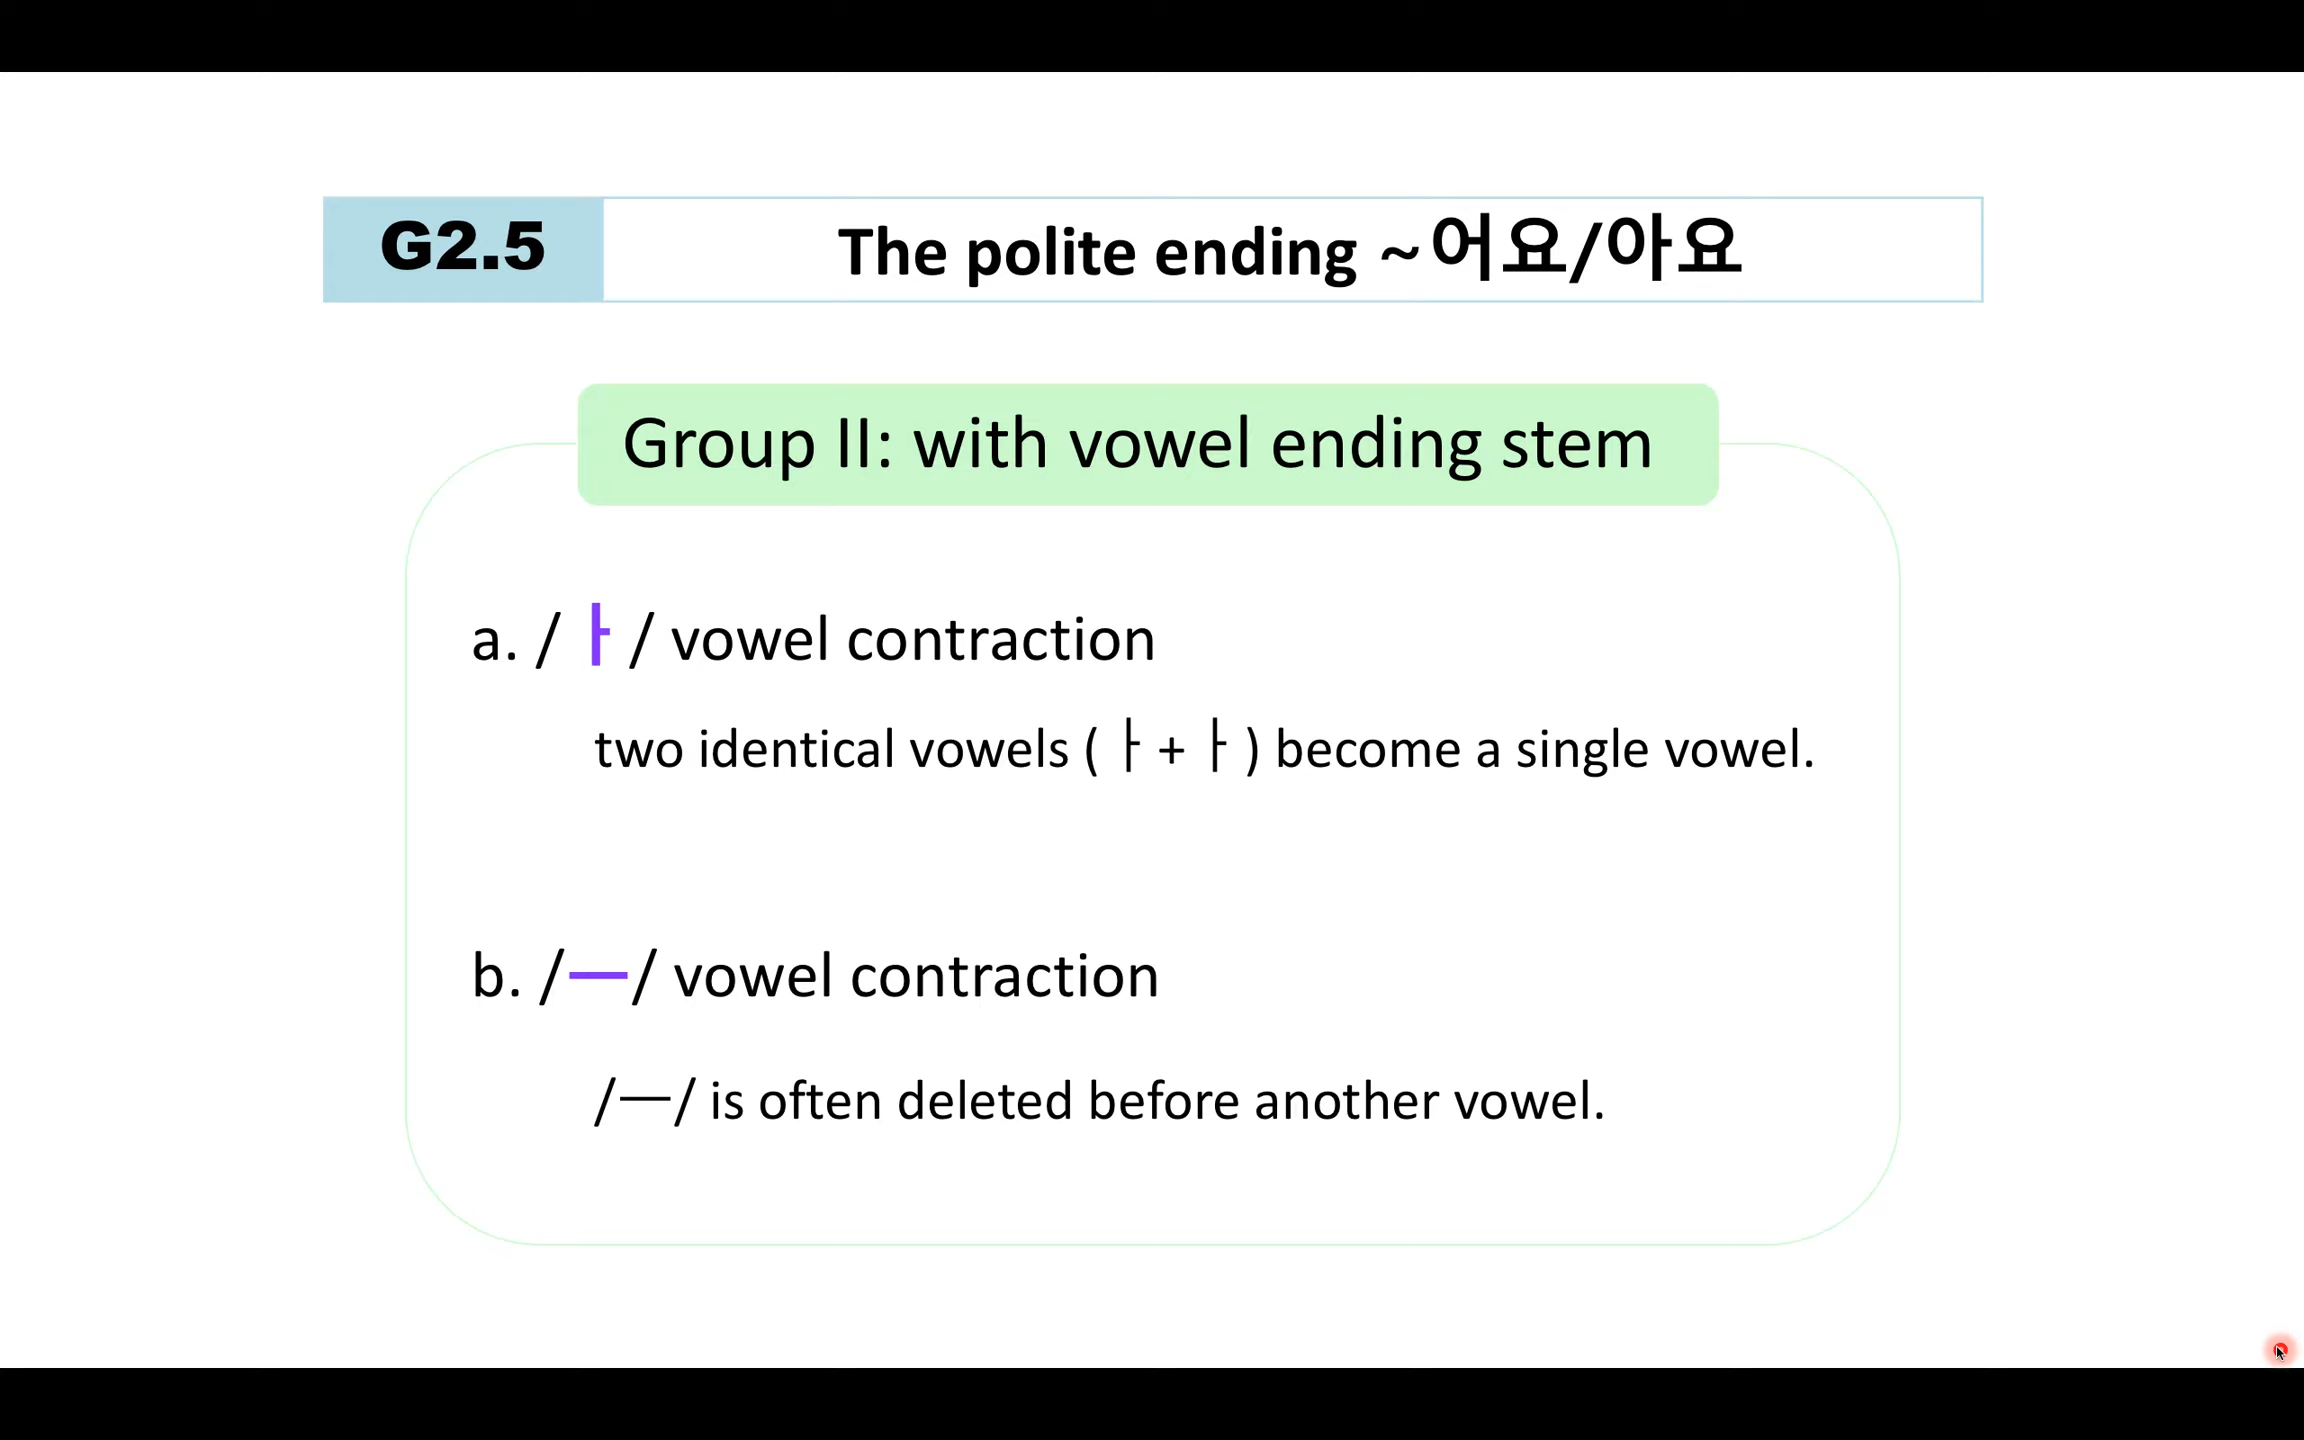 G2.5
The polite ending ~어요/아요
Group II: with vowel ending stem
a. /ㅏ/ vowel contraction
two identical vowels (ㅏ+ㅏ) become a single vowel.
b. /ㅡ/ vowel contraction
/ㅡ/ is often deleted before another vowel.